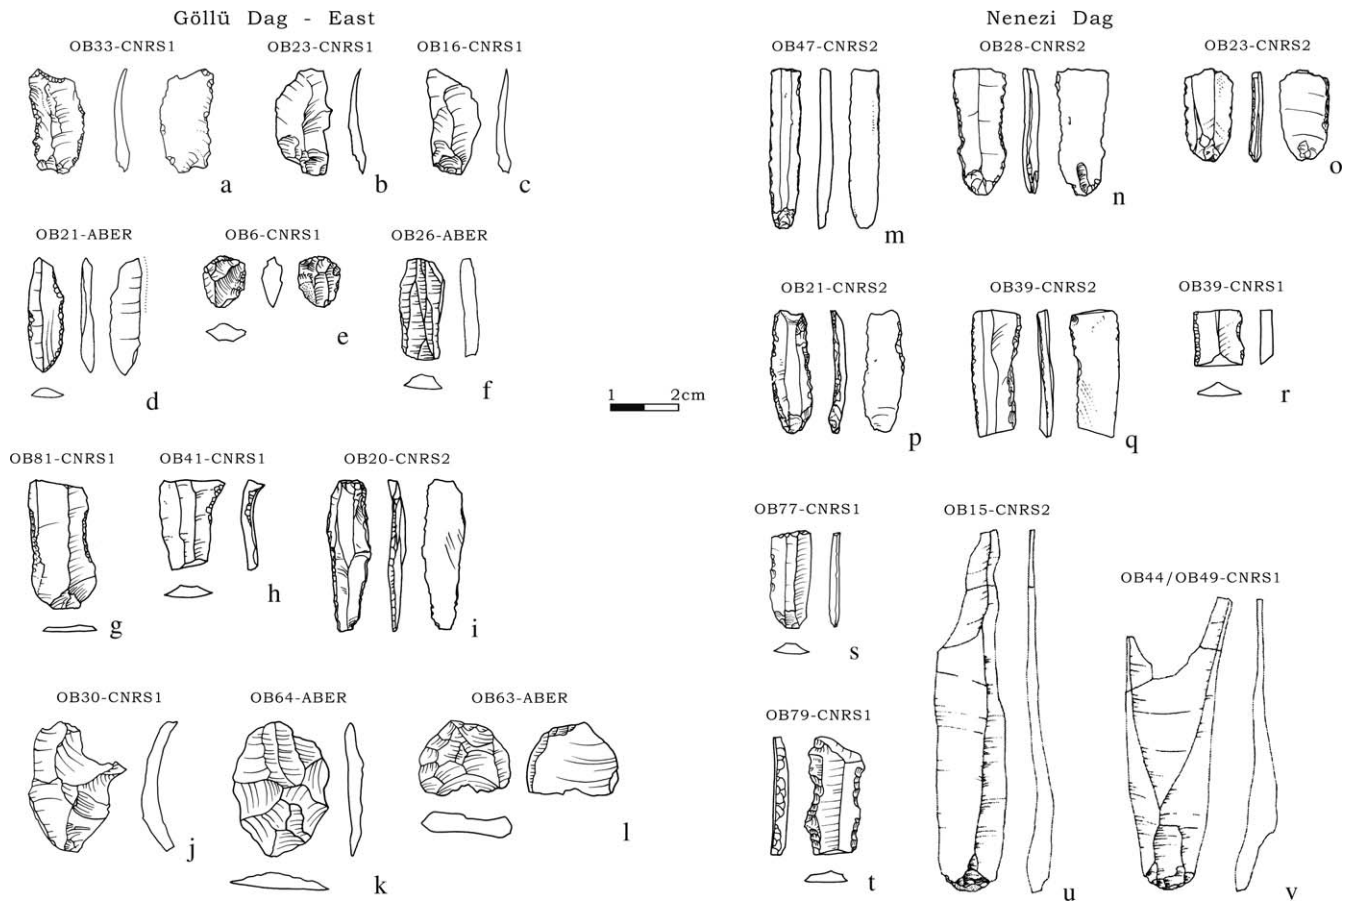 Göllü Dag - East
OB33-CNRS1 OB23-CNRS1 OB16-CNRS1
a b c
OB21-ABER OB6-CNRS1 OB26-ABER
d e f
OB81-CNRS1 OB41-CNRS1 OB20-CNRS2
g h i
OB30-CNRS1 OB64-ABER OB63-ABER
j k l
1 2cm
Nenezi Dag
OB47-CNRS2 OB28-CNRS2 OB23-CNRS2
m n o
OB21-CNRS2 OB39-CNRS2 OB39-CNRS1
p q r
OB77-CNRS1 OB15-CNRS2
OB44/OB49-CNRS1
s
OB79-CNRS1
t u v